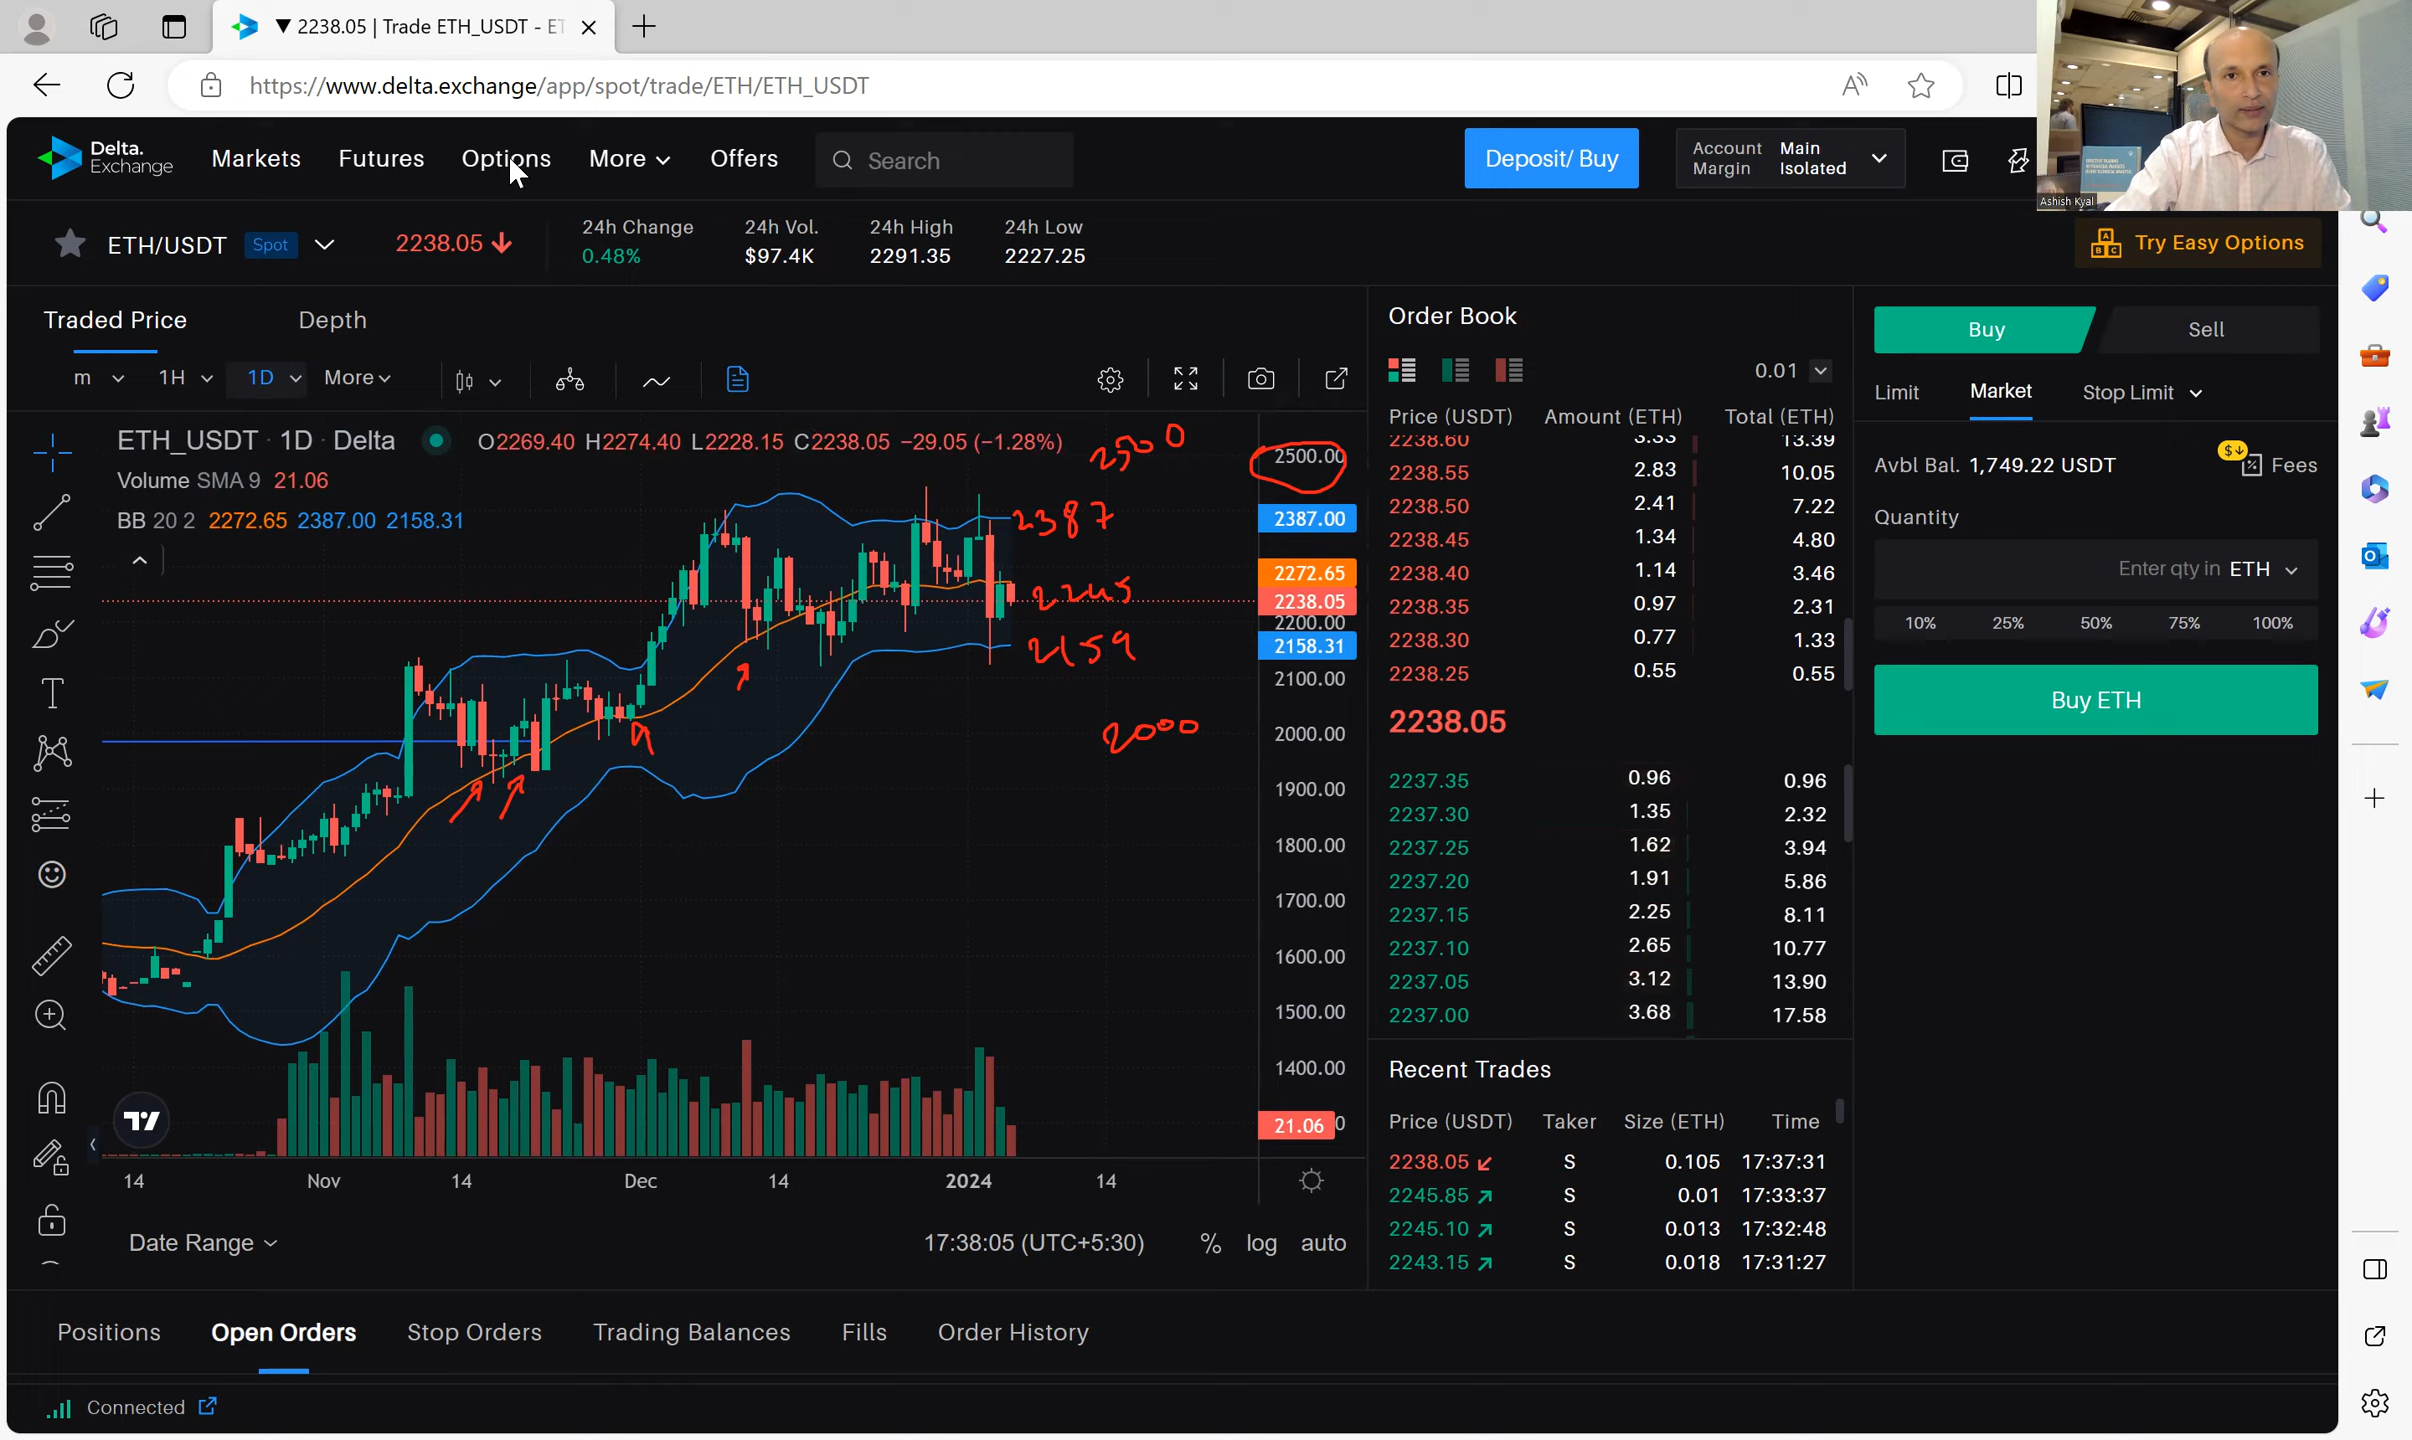 ▼ 2238.05 | Trade ETH_USDT - ET
https://www.delta.exchange/app/spot/trade/ETH/ETH_USDT
Delta. Exchange
Markets
Futures
Options
More
Offers
Search
Deposit/ Buy
Account Main
Margin Isolated
Ashish Kyal
ETH/USDT Spot
2238.05
24h Change
0.48%
24h Vol.
$97.4K
24h High
2291.35
24h Low
2227.25
Try Easy Options
Traded Price
Depth
m
1H
1D
More
ETH_USDT · 1D · Delta
O2269.40 H2274.40 L2228.15 C2238.05 −29.05 (−1.28%)
Volume SMA 9 21.06
BB 20 2 2272.65 2387.00 2158.31
2500
2387
2245
2159
2000
2500.00
2387.00
2272.65
2238.05
2200.00
2158.31
2100.00
2000.00
1900.00
1800.00
1700.00
1600.00
1500.00
1400.00
21.06
14
Nov
14
Dec
14
2024
14
Date Range
17:38:05 (UTC+5:30)
%
log
auto
Order Book
0.01
Price (USDT) Amount (ETH) Total (ETH)
2238.60 3.33 13.39
2238.55 2.83 10.05
2238.50 2.41 7.22
2238.45 1.34 4.80
2238.40 1.14 3.46
2238.35 0.97 2.31
2238.30 0.77 1.33
2238.25 0.55 0.55
2238.05
2237.35 0.96 0.96
2237.30 1.35 2.32
2237.25 1.62 3.94
2237.20 1.91 5.86
2237.15 2.25 8.11
2237.10 2.65 10.77
2237.05 3.12 13.90
2237.00 3.68 17.58
Recent Trades
Price (USDT) Taker Size (ETH) Time
2238.05 S 0.105 17:37:31
2245.85 S 0.01 17:33:37
2245.10 S 0.013 17:32:48
2243.15 S 0.018 17:31:27
Buy
Sell
Limit
Market
Stop Limit
Avbl Bal. 1,749.22 USDT
Fees
Quantity
Enter qty in ETH
10%
25%
50%
75%
100%
Buy ETH
Positions
Open Orders
Stop Orders
Trading Balances
Fills
Order History
Connected